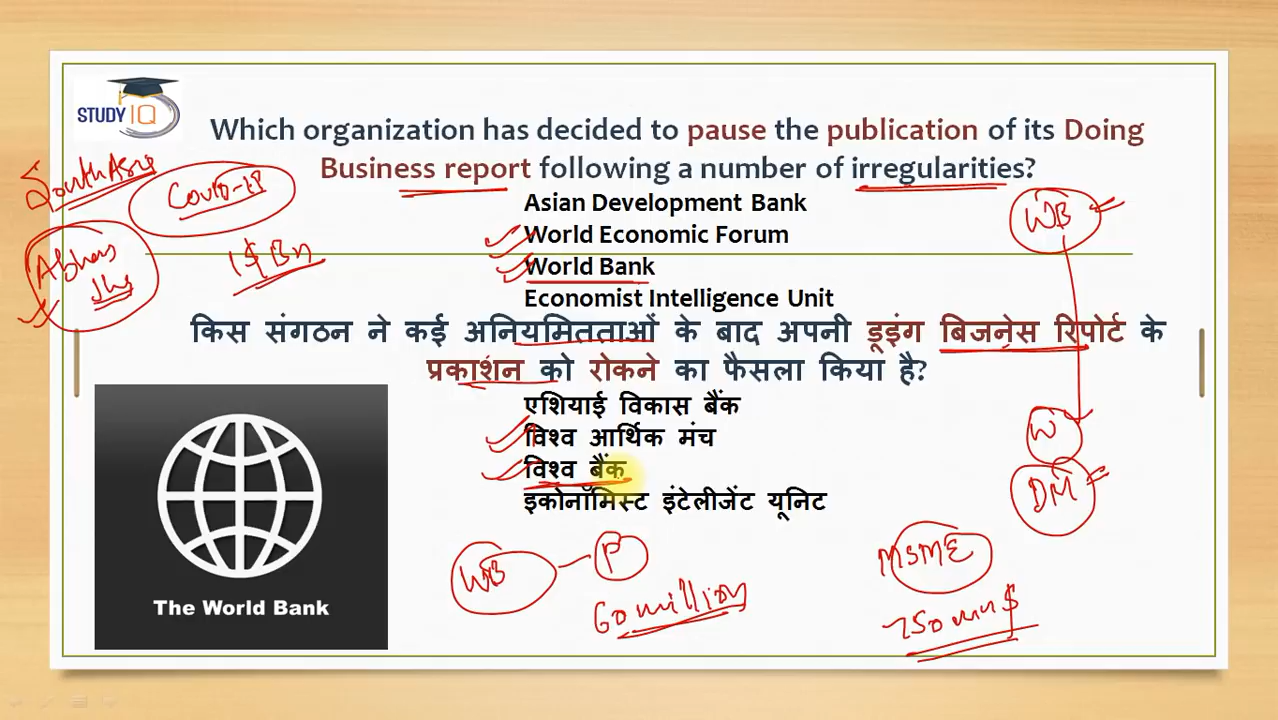 STUDY IQ
Which organization has decided to pause the publication of its Doing
Business report following a number of irregularities?
South Asia
Covid-19
Abhas
Jha
1$ Bn
Asian Development Bank
World Economic Forum
World Bank
Economist Intelligence Unit
WB
किस संगठन ने कई अनियमितताओं के बाद अपनी डूइंग बिजनेस रिपोर्ट के
प्रकाशन को रोकने का फैसला किया है?
एशियाई विकास बैंक
विश्व आर्थिक मंच
विश्व बैंक
इकोनॉमिस्ट इंटेलीजेंट यूनिट
W
DM
The World Bank
WB
P
60 million
MSME
750 mn $